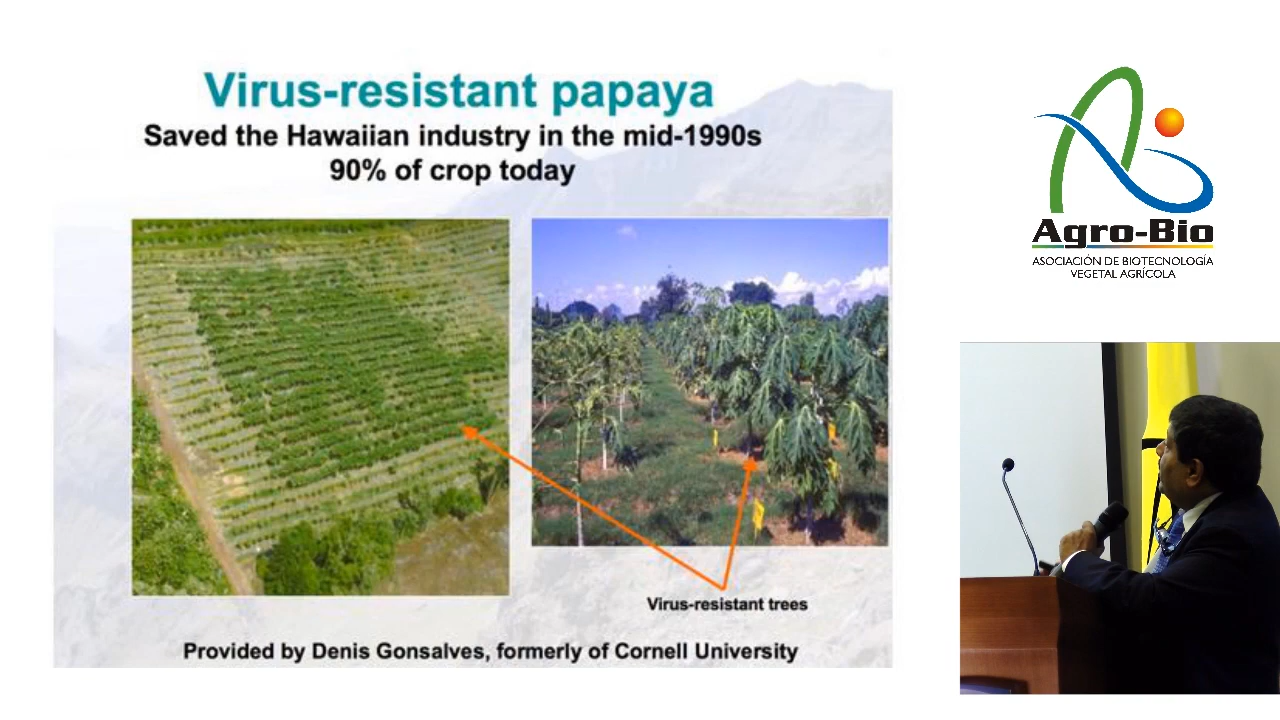 Virus-resistant papaya
Saved the Hawaiian industry in the mid-1990s
90% of crop today
Virus-resistant trees
Provided by Denis Gonsalves, formerly of Cornell University
Agro-Bio
ASOCIACIÓN DE BIOTECNOLOGÍA
VEGETAL AGRÍCOLA